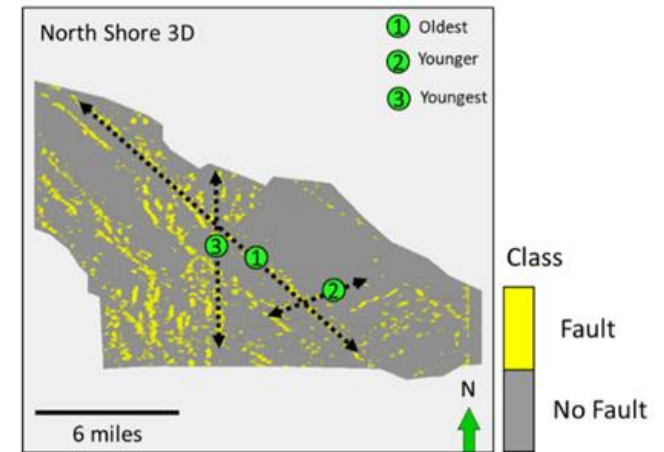 North Shore 3D
1 Oldest
2 Younger
3 Youngest
3 1
2
Class
Fault
No Fault
N
6 miles